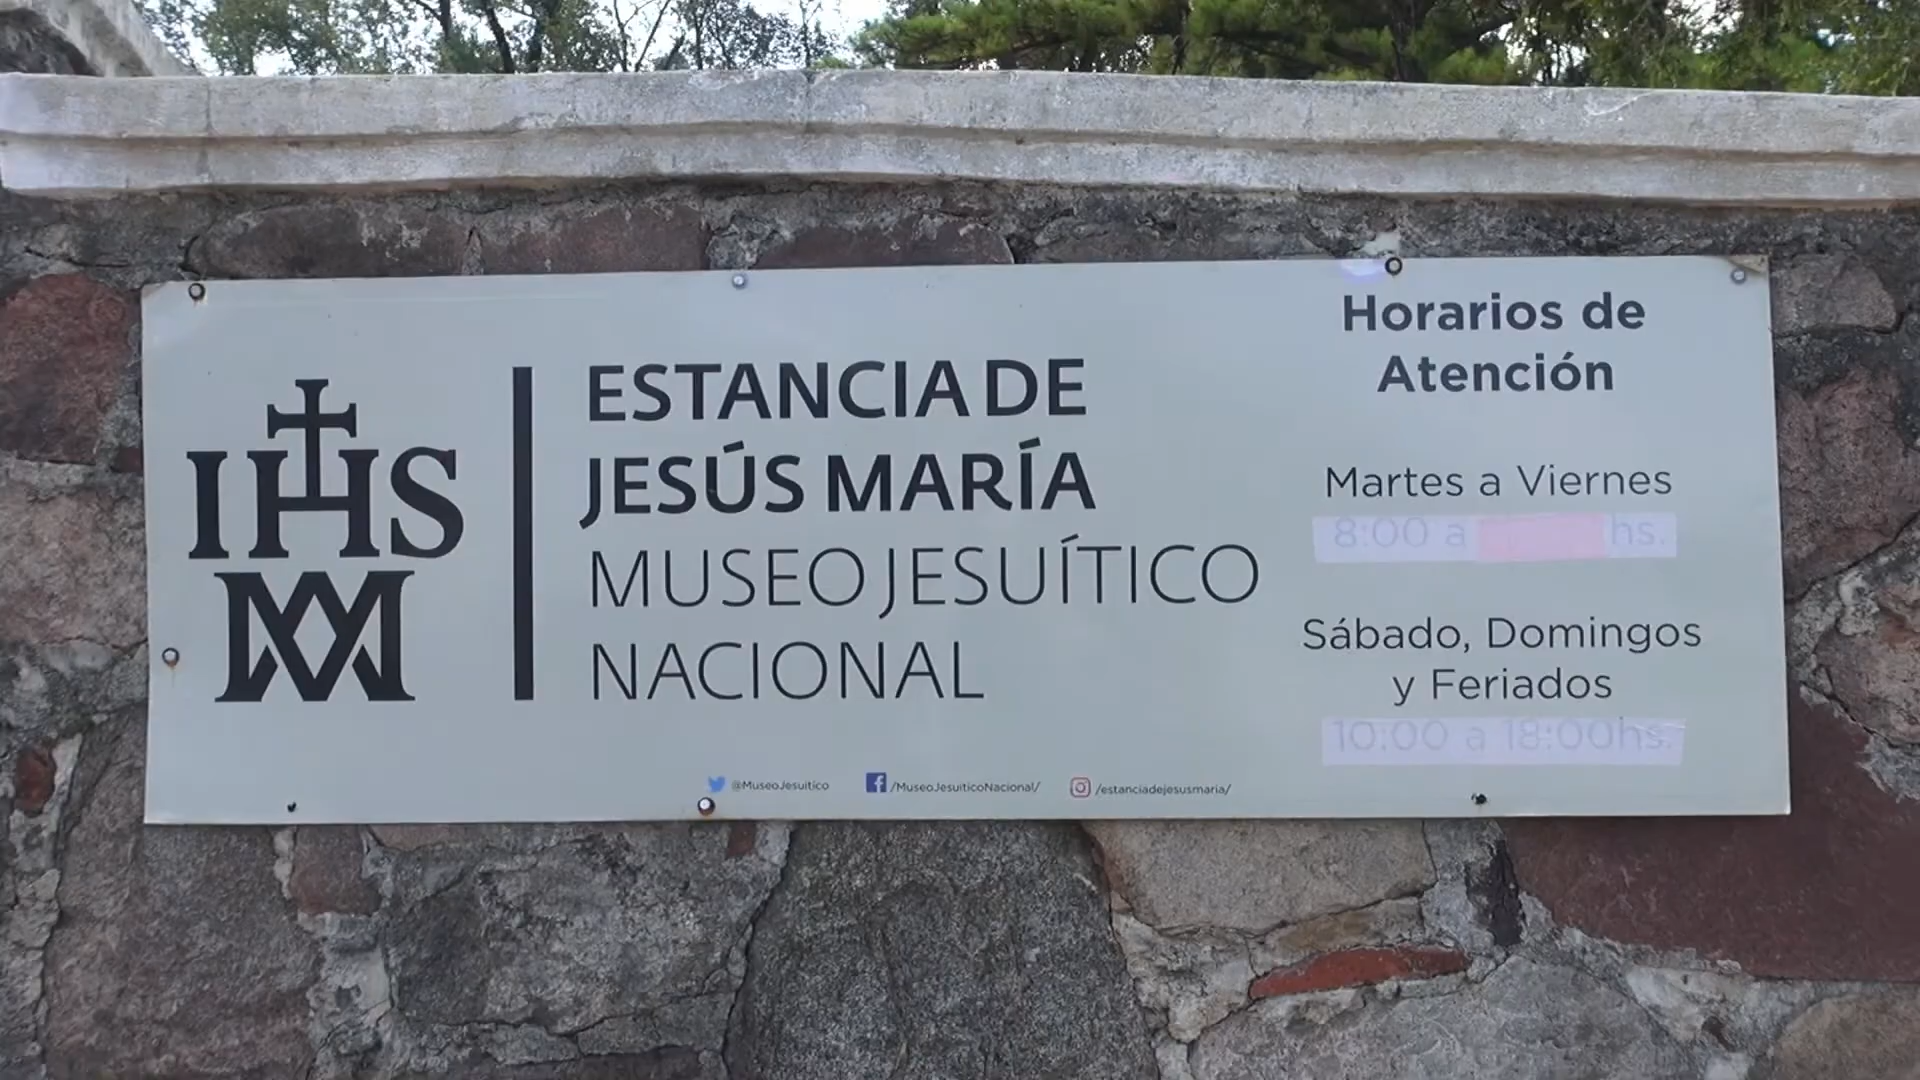 IHS
ESTANCIA DE
JESÚS MARÍA
MUSEO JESUÍTICO
NACIONAL
@MuseoJesuitico
/MuseoJesuiticoNacional/
/estanciadejesusmaria/
Horarios de
Atención
Martes a Viernes
8:00 a hs.
Sábado, Domingos
y Feriados
10:00 a 18:00hs.